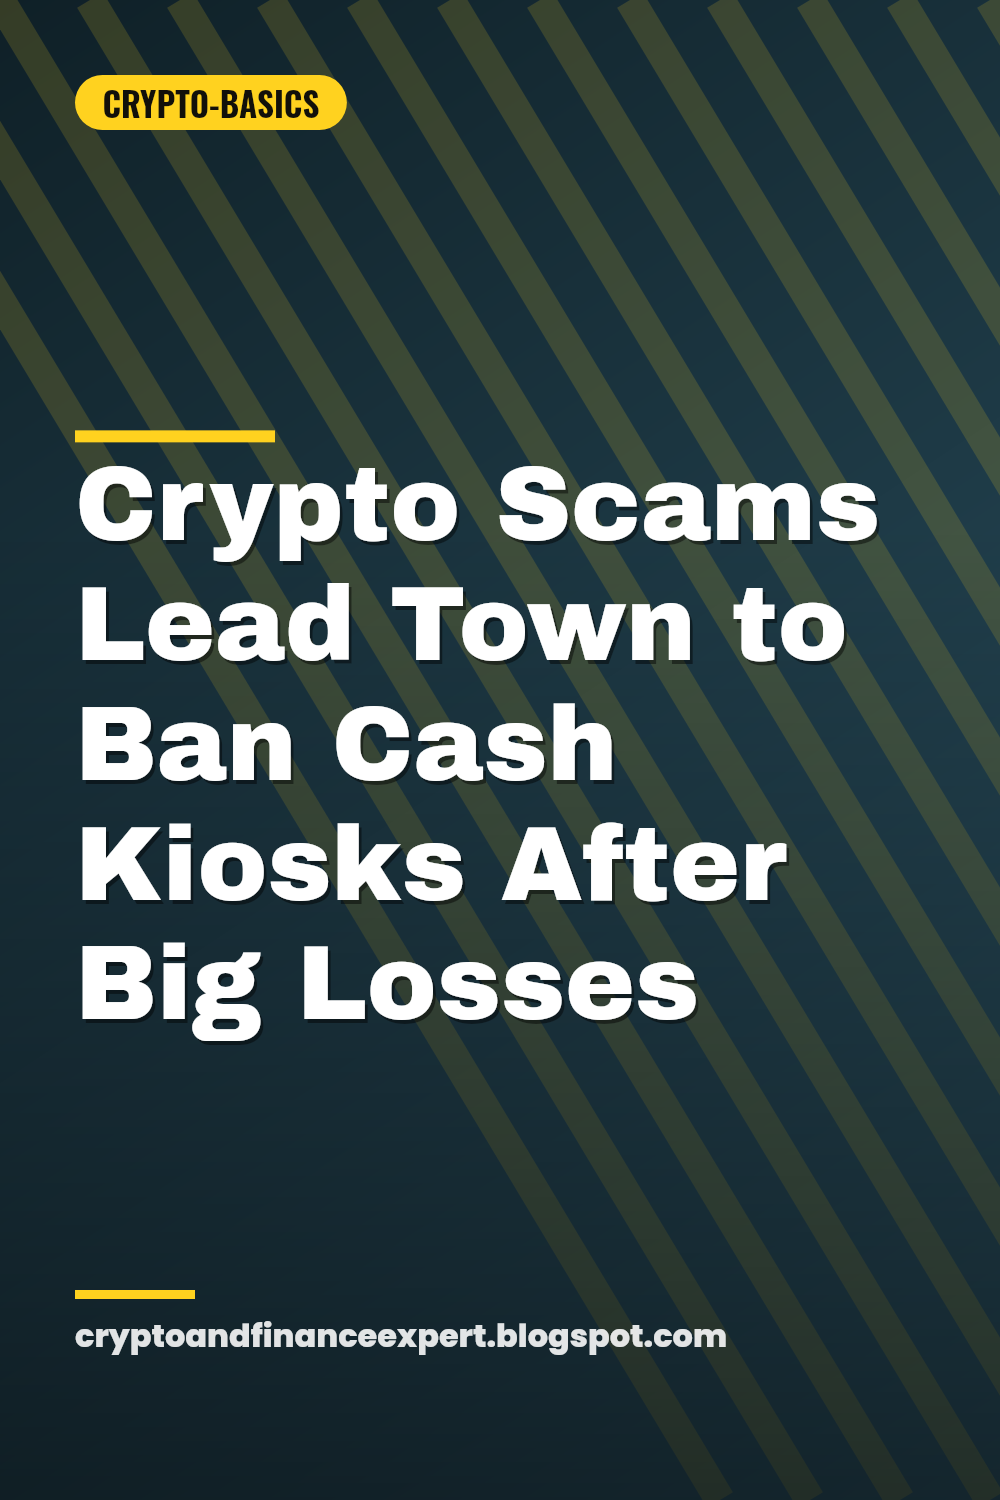 CRYPTO-BASICS
Crypto Scams
Lead Town to
Ban Cash
Kiosks After
Big Losses
cryptoandfinanceexpert.blogspot.com